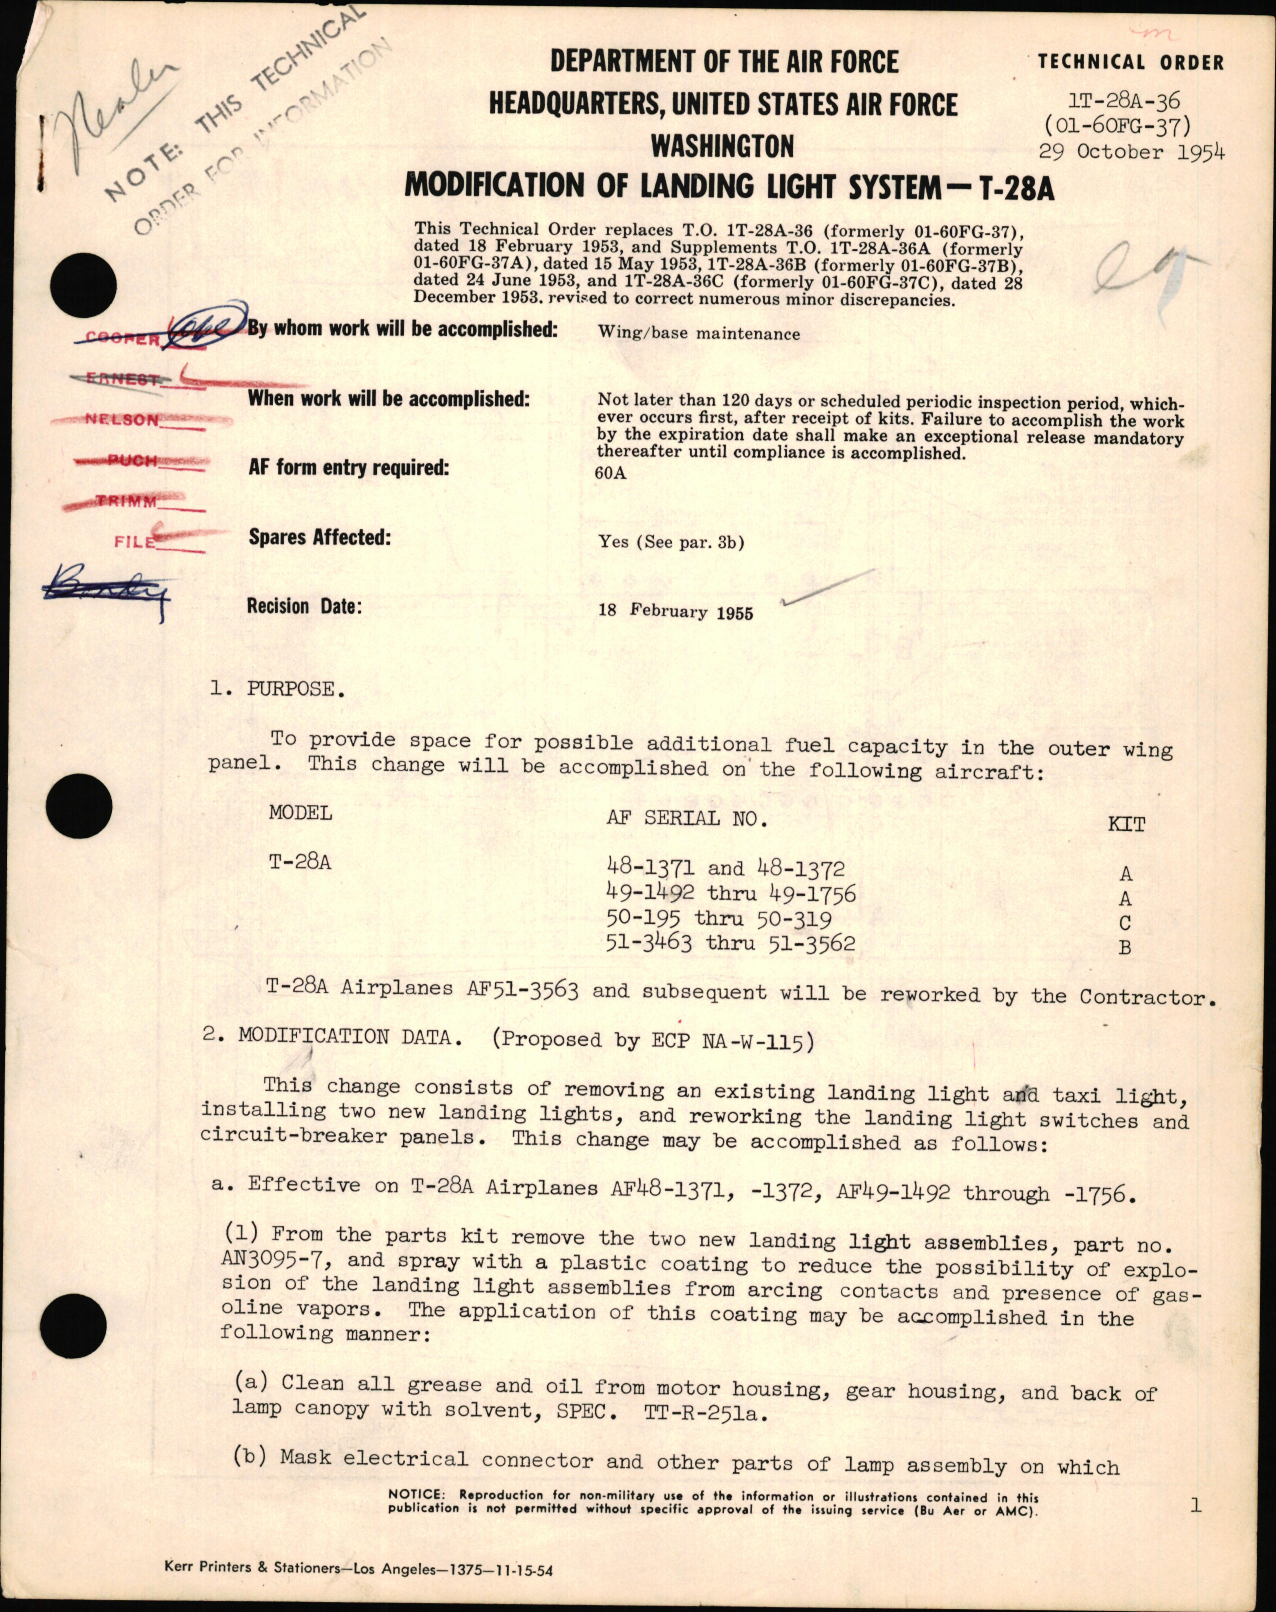 NOTE: THIS TECHNICAL
ORDER FOR INFORMATION
DEPARTMENT OF THE AIR FORCE
HEADQUARTERS, UNITED STATES AIR FORCE
WASHINGTON
MODIFICATION OF LANDING LIGHT SYSTEM — T-28A
TECHNICAL ORDER
1T-28A-36
(01-60FG-37)
29 October 1954
This Technical Order replaces T.O. 1T-28A-36 (formerly 01-60FG-37),
dated 18 February 1953, and Supplements T.O. 1T-28A-36A (formerly
01-60FG-37A), dated 15 May 1953, 1T-28A-36B (formerly 01-60FG-37B),
dated 24 June 1953, and 1T-28A-36C (formerly 01-60FG-37C), dated 28
December 1953. revised to correct numerous minor discrepancies.
COOPER
ERNEST
NELSON
PUCH
TRIMM
FILE
By whom work will be accomplished: Wing/base maintenance
When work will be accomplished: Not later than 120 days or scheduled periodic inspection period, which-
ever occurs first, after receipt of kits. Failure to accomplish the work
by the expiration date shall make an exceptional release mandatory
thereafter until compliance is accomplished.
AF form entry required: 60A
Spares Affected: Yes (See par. 3b)
Recision Date: 18 February 1955
1. PURPOSE.
To provide space for possible additional fuel capacity in the outer wing
panel. This change will be accomplished on the following aircraft:
MODEL AF SERIAL NO. KIT
T-28A 48-1371 and 48-1372 A
49-1492 thru 49-1756 A
50-195 thru 50-319 C
51-3463 thru 51-3562 B
T-28A Airplanes AF51-3563 and subsequent will be reworked by the Contractor.
2. MODIFICATION DATA. (Proposed by ECP NA-W-115)
This change consists of removing an existing landing light and taxi light,
installing two new landing lights, and reworking the landing light switches and
circuit-breaker panels. This change may be accomplished as follows:
a. Effective on T-28A Airplanes AF48-1371, -1372, AF49-1492 through -1756.
(1) From the parts kit remove the two new landing light assemblies, part no.
AN3095-7, and spray with a plastic coating to reduce the possibility of explo-
sion of the landing light assemblies from arcing contacts and presence of gas-
oline vapors. The application of this coating may be accomplished in the
following manner:
(a) Clean all grease and oil from motor housing, gear housing, and back of
lamp canopy with solvent, SPEC. TT-R-251a.
(b) Mask electrical connector and other parts of lamp assembly on which
NOTICE: Reproduction for non-military use of the information or illustrations contained in this
publication is not permitted without specific approval of the issuing service (Bu Aer or AMC).
1
Kerr Printers & Stationers—Los Angeles—1375—11-15-54